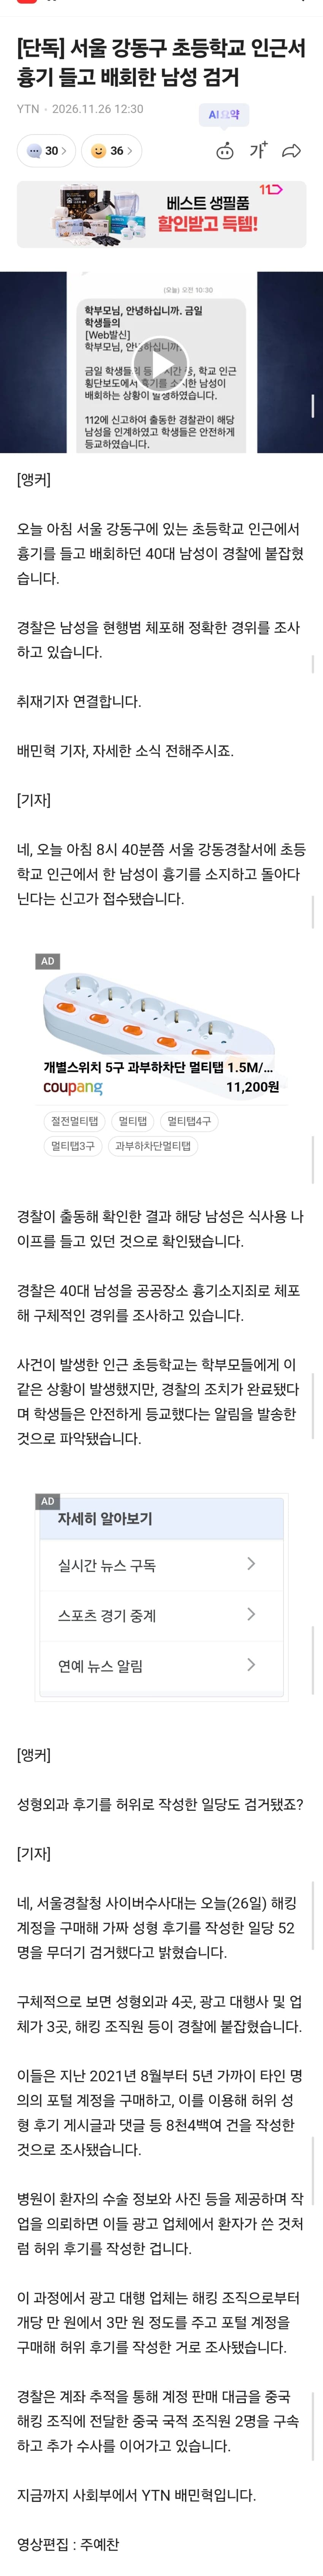 [단독] 서울 강동구 초등학교 인근서
흉기 들고 배회한 남성 검거
YTN · 2026.11.26 12:30
AI요약
30
36
가+
베스트 생필품
할인받고 득템!
11
(오늘) 오전 10:30
학부모님, 안녕하십니까. 금일
학생들의
[Web발신]
학부모님, 안녕하십니까.
금일 학생들의 시간 중, 학교 인근
횡단보도에서 흉기를 소지한 남성이
배회하는 상황이 발생하였습니다.
112에 신고하여 출동한 경찰관이 해당
남성을 인계하였고 학생들은 안전하게
등교하였습니다.
[앵커]
오늘 아침 서울 강동구에 있는 초등학교 인근에서
흉기를 들고 배회하던 40대 남성이 경찰에 붙잡혔
습니다.
경찰은 남성을 현행범 체포해 정확한 경위를 조사
하고 있습니다.
취재기자 연결합니다.
배민혁 기자, 자세한 소식 전해주시죠.
[기자]
네, 오늘 아침 8시 40분쯤 서울 강동경찰서에 초등
학교 인근에서 한 남성이 흉기를 소지하고 돌아다
닌다는 신고가 접수됐습니다.
AD
개별스위치 5구 과부하차단 멀티탭 1.5M/...
coupang
11,200원
절전멀티탭
멀티탭
멀티탭4구
멀티탭3구
과부하차단멀티탭
경찰이 출동해 확인한 결과 해당 남성은 식사용 나
이프를 들고 있던 것으로 확인됐습니다.
경찰은 40대 남성을 공공장소 흉기소지죄로 체포
해 구체적인 경위를 조사하고 있습니다.
사건이 발생한 인근 초등학교는 학부모들에게 이
같은 상황이 발생했지만, 경찰의 조치가 완료됐다
며 학생들은 안전하게 등교했다는 알림을 발송한
것으로 파악됐습니다.
AD
자세히 알아보기
실시간 뉴스 구독
스포츠 경기 중계
연예 뉴스 알림
[앵커]
성형외과 후기를 허위로 작성한 일당도 검거됐죠?
[기자]
네, 서울경찰청 사이버수사대는 오늘(26일) 해킹
계정을 구매해 가짜 성형 후기를 작성한 일당 52
명을 무더기 검거했다고 밝혔습니다.
구체적으로 보면 성형외과 4곳, 광고 대행사 및 업
체가 3곳, 해킹 조직원 등이 경찰에 붙잡혔습니다.
이들은 지난 2021년 8월부터 5년 가까이 타인 명
의의 포털 계정을 구매하고, 이를 이용해 허위 성
형 후기 게시글과 댓글 등 8천4백여 건을 작성한
것으로 조사됐습니다.
병원이 환자의 수술 정보와 사진 등을 제공하며 작
업을 의뢰하면 이들 광고 업체에서 환자가 쓴 것처
럼 허위 후기를 작성한 겁니다.
이 과정에서 광고 대행 업체는 해킹 조직으로부터
개당 만 원에서 3만 원 정도를 주고 포털 계정을
구매해 허위 후기를 작성한 거로 조사됐습니다.
경찰은 계좌 추적을 통해 계정 판매 대금을 중국
해킹 조직에 전달한 중국 국적 조직원 2명을 구속
하고 추가 수사를 이어가고 있습니다.
지금까지 사회부에서 YTN 배민혁입니다.
영상편집 : 주예찬